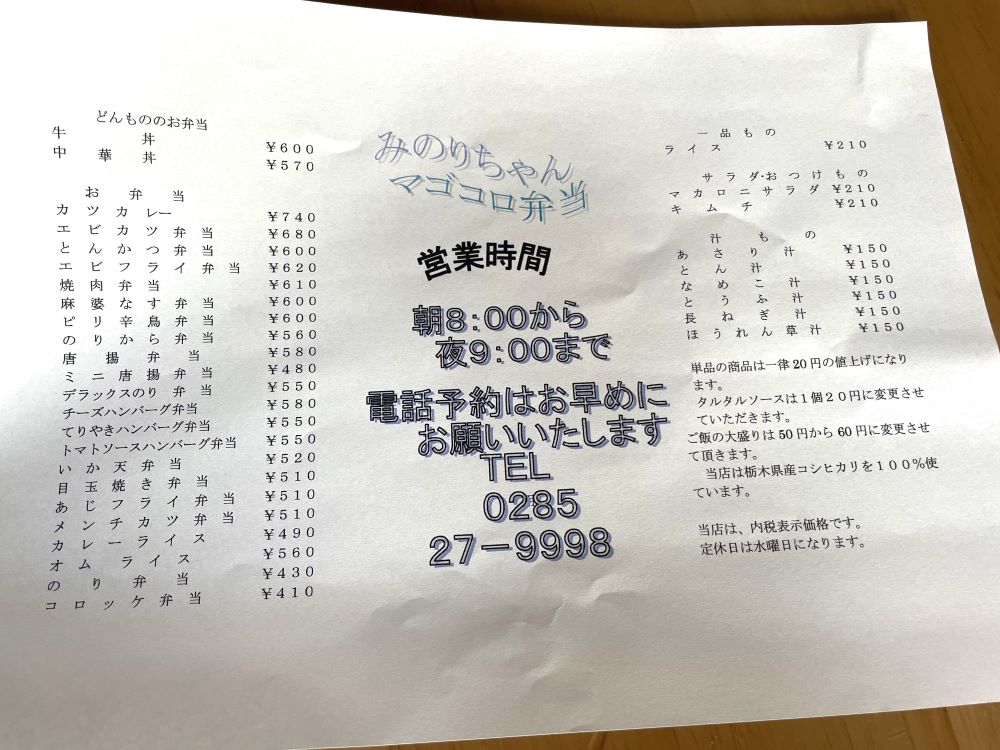 どんもののお弁当
牛丼 ￥600
中華丼 ￥570
お弁当
カツカレー ￥740
エビカツ弁当 ￥680
とんかつ弁当 ￥600
エビフライ弁当 ￥620
焼肉弁当 ￥610
麻婆なす弁当 ￥600
ピリ辛鳥弁当 ￥600
のりから弁当 ￥560
唐揚弁当 ￥580
ミニ唐揚弁当 ￥480
デラックスのり弁当 ￥550
チーズハンバーグ弁当 ￥580
てりやきハンバーグ弁当 ￥550
トマトソースハンバーグ弁当 ￥550
いか天弁当 ￥520
目玉焼き弁当 ￥510
あじフライ弁当 ￥510
メンチカツ弁当 ￥510
カレーライス ￥490
オムライス ￥560
のり弁当 ￥430
コロッケ弁当 ￥410
みのりちゃん
マゴコロ弁当
営業時間
朝8:00から
夜9:00まで
電話予約はお早めに
お願いいたします
TEL
0285
27－9998
一品もの
ライス ￥210
サラダ・おつけもの
マカロニサラダ ￥210
キムチ ￥210
汁もの
あさり汁 ￥150
とん汁 ￥150
なめこ汁 ￥150
とうふ汁 ￥150
長ねぎ汁 ￥150
ほうれん草汁 ￥150
単品の商品は一律20円の値上げになり
ます。
タルタルソースは１個２０円に変更させ
ていただきます。
ご飯の大盛りは50円から60円に変更させ
て頂きます。
当店は栃木県産コシヒカリを１００％使
ています。
当店は、内税表示価格です。
定休日は水曜日になります。